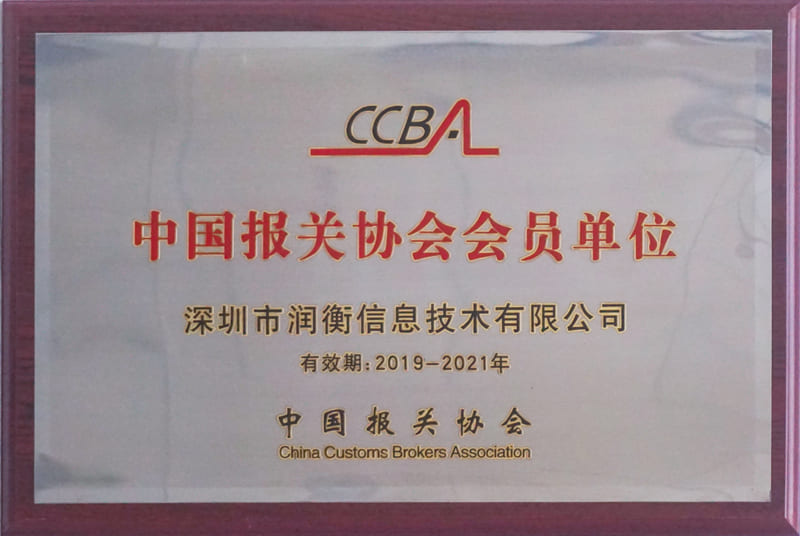 CCBA
中国报关协会会员单位
深圳市润衡信息技术有限公司
有效期:2019-2021年
中国报关协会
China Customs Brokers Association